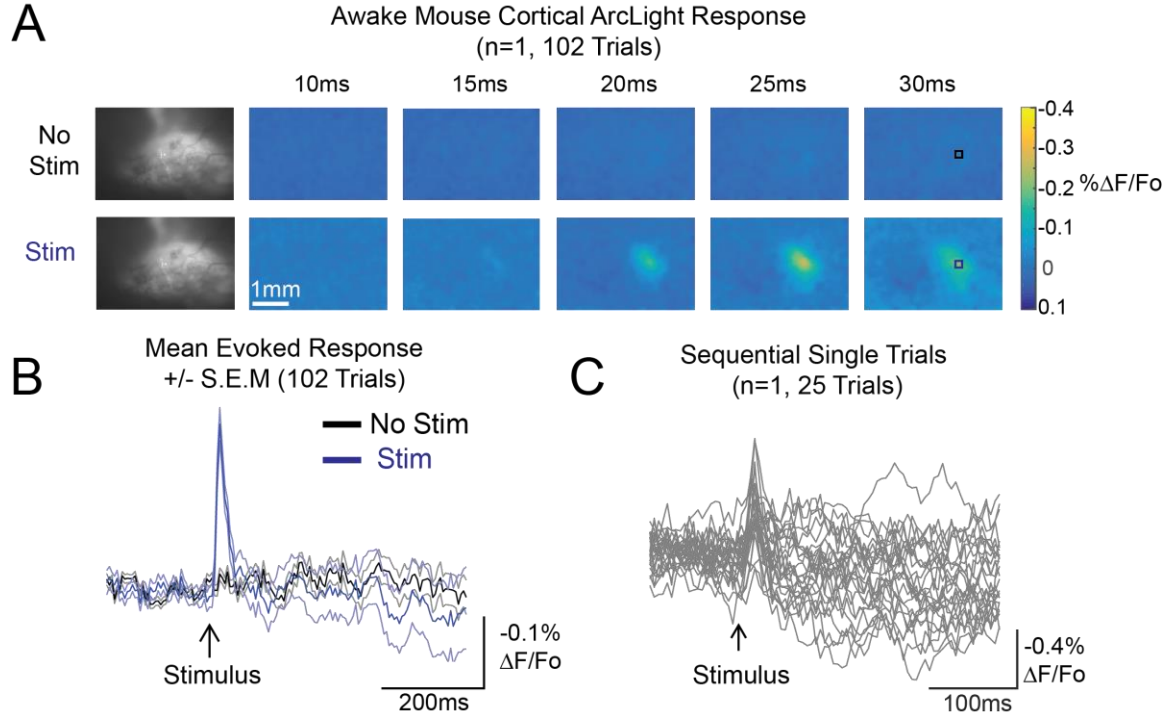 A
Awake Mouse Cortical ArcLight Response
(n=1, 102 Trials)
10ms
15ms
20ms
25ms
30ms
No
Stim
Stim
1mm
-0.4
-0.3
-0.2
-0.1
0
0.1
%ΔF/Fo
B
Mean Evoked Response
+/- S.E.M (102 Trials)
No Stim
Stim
Stimulus
-0.1%
ΔF/Fo
200ms
C
Sequential Single Trials
(n=1, 25 Trials)
Stimulus
-0.4%
ΔF/Fo
100ms